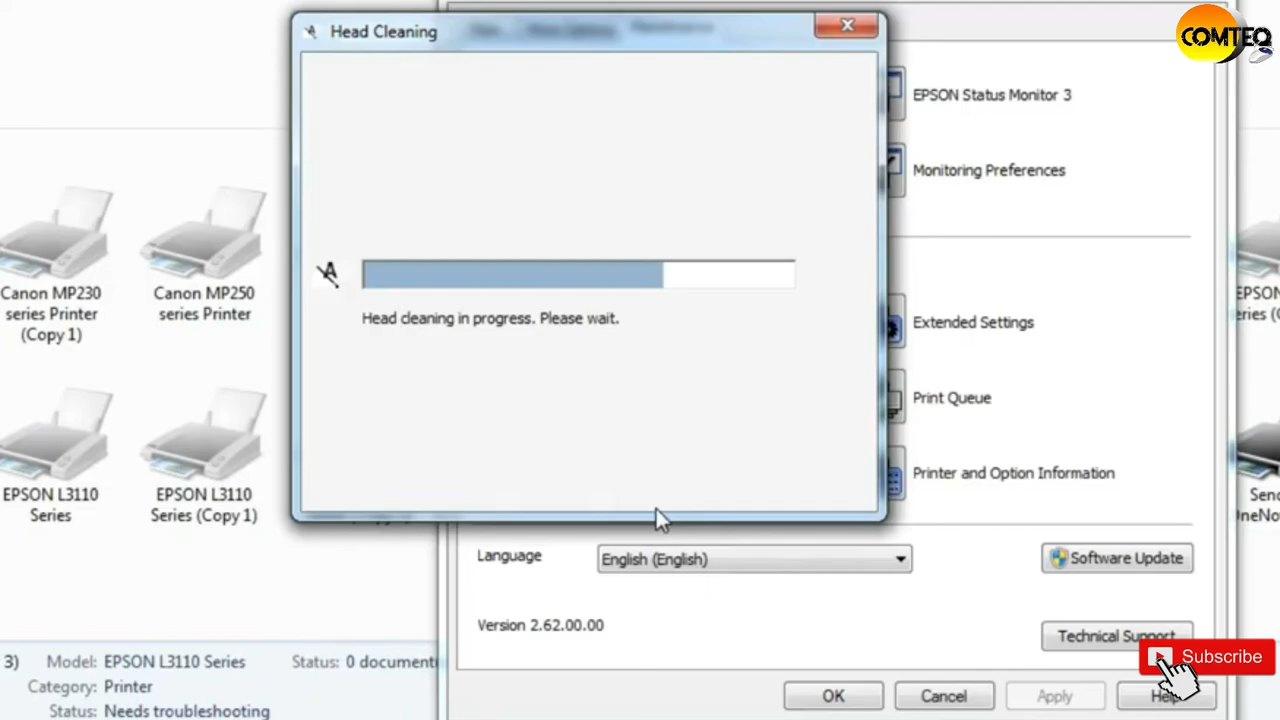 Head Cleaning
COMTEQ
EPSON Status Monitor 3
Monitoring Preferences
Canon MP230
series Printer
(Copy 1)
Canon MP250
series Printer
Head cleaning in progress. Please wait.
Extended Settings
Print Queue
Printer and Option Information
EPSON L3110
Series
EPSON L3110
Series (Copy 1)
Language
English (English)
Software Update
Version 2.62.00.00
Technical Support
Subscribe
3) Model: EPSON L3110 Series
Status: 0 document
Category: Printer
Status: Needs troubleshooting
OK
Cancel
Apply
Help